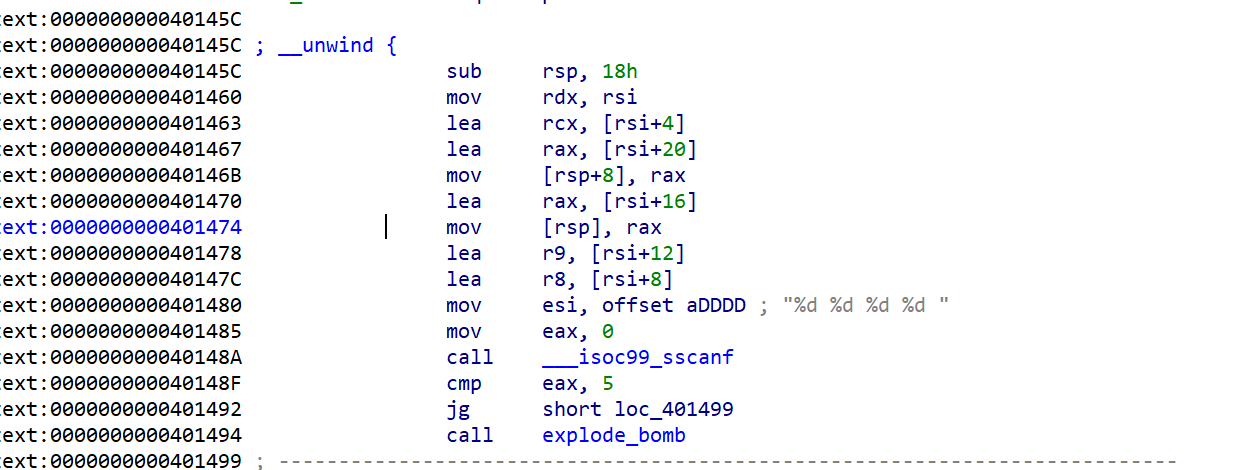 ext:000000000040145C
ext:000000000040145C ; __unwind {
ext:000000000040145C sub rsp, 18h
ext:0000000000401460 mov rdx, rsi
ext:0000000000401463 lea rcx, [rsi+4]
ext:0000000000401467 lea rax, [rsi+20]
ext:000000000040146B mov [rsp+8], rax
ext:0000000000401470 lea rax, [rsi+16]
ext:0000000000401474 mov [rsp], rax
ext:0000000000401478 lea r9, [rsi+12]
ext:000000000040147C lea r8, [rsi+8]
ext:0000000000401480 mov esi, offset aDDDD ; "%d %d %d %d "
ext:0000000000401485 mov eax, 0
ext:000000000040148A call ___isoc99_sscanf
ext:000000000040148F cmp eax, 5
ext:0000000000401492 jg short loc_401499
ext:0000000000401494 call explode_bomb
ext:0000000000401499 ; ---------------------------------------------------------------------------